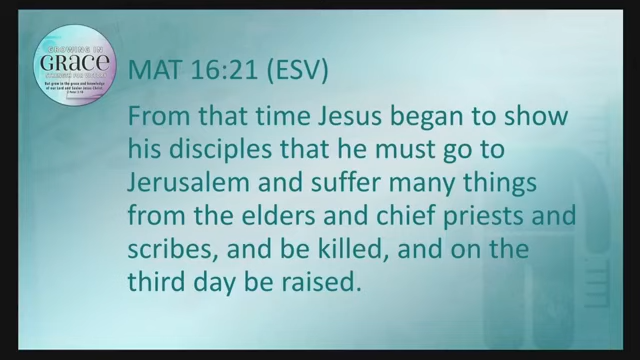 GROWING IN
GRACE
MAT 16:21 (ESV)
From that time Jesus began to show
his disciples that he must go to
Jerusalem and suffer many things
from the elders and chief priests and
scribes, and be killed, and on the
third day be raised.